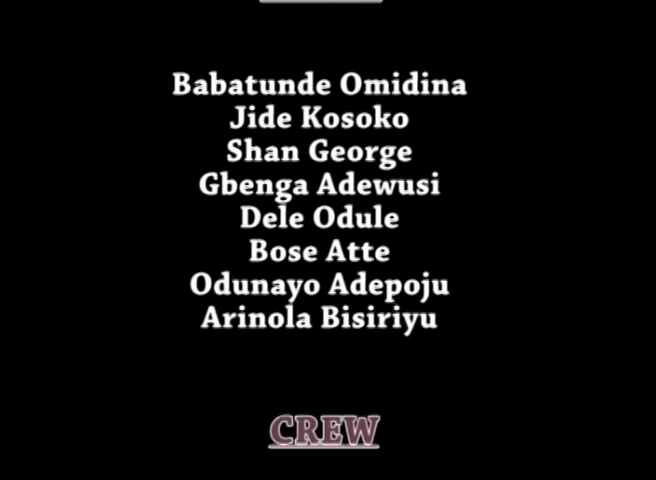 Babatunde Omidina
Jide Kosoko
Shan George
Gbenga Adewusi
Dele Odule
Bose Atte
Odunayo Adepoju
Arinola Bisiriyu
CREW